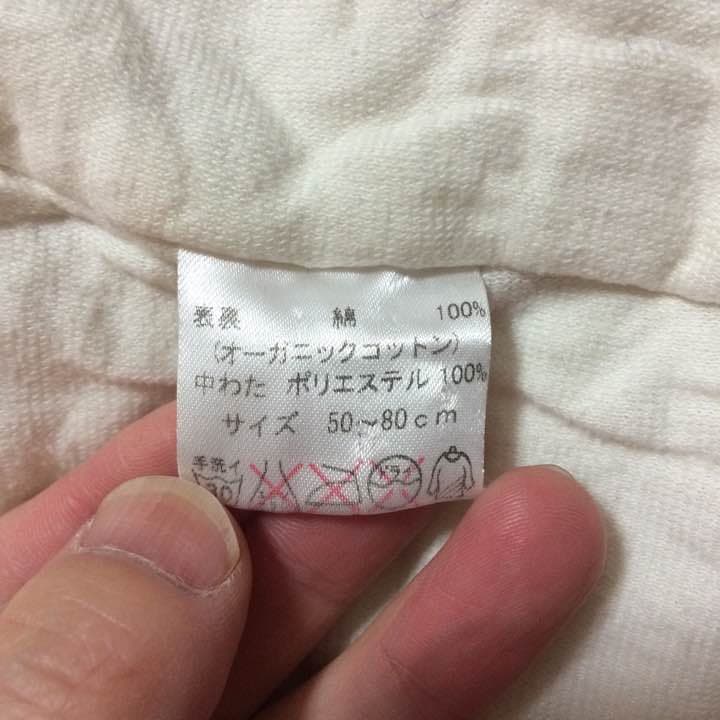 表裏 綿 100%
(オーガニックコットン)
中わた ポリエステル 100%
サイズ 50~80cm
手洗イ
30 ドライ